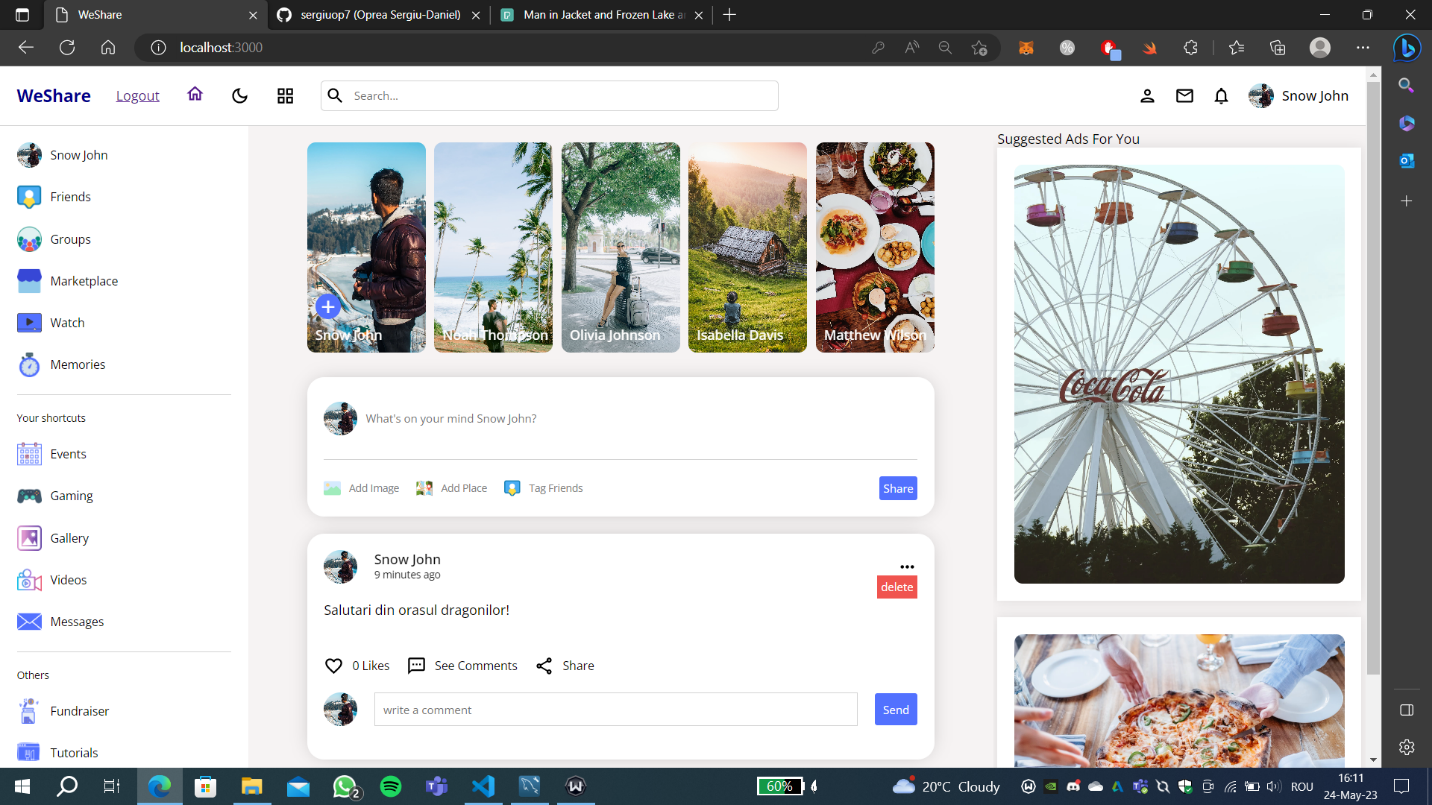 WeShare
sergiuop7 (Oprea Sergiu-Daniel)
Man in Jacket and Frozen Lake a
localhost:3000
WeShare
Logout
Search...
Snow John
Snow John
Friends
Groups
Marketplace
Watch
Memories
Your shortcuts
Events
Gaming
Gallery
Videos
Messages
Others
Fundraiser
Tutorials
Snow John
Noah Thompson
Olivia Johnson
Isabella Davis
Matthew Wilson
What's on your mind Snow John?
Add Image
Add Place
Tag Friends
Share
Snow John
9 minutes ago
delete
Salutari din orasul dragonilor!
0 Likes
See Comments
Share
write a comment
Send
Suggested Ads For You
Coca-Cola
2
60%
20°C Cloudy
ROU
16:11
24-May-23